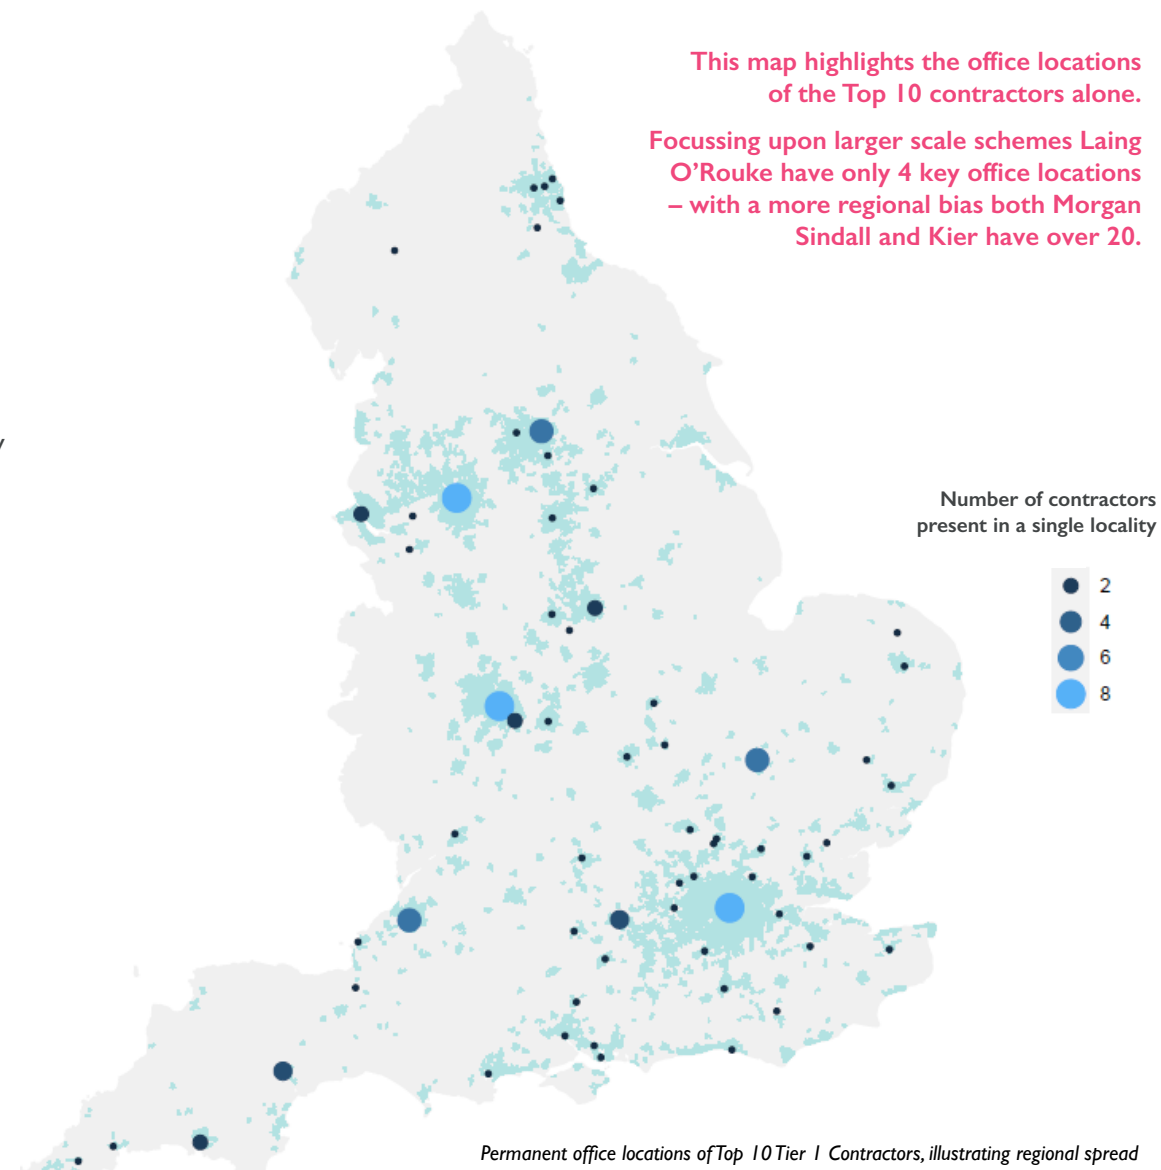 This map highlights the office locations
of the Top 10 contractors alone.
Focussing upon larger scale schemes Laing
O’Rouke have only 4 key office locations
– with a more regional bias both Morgan
Sindall and Kier have over 20.
Number of contractors
present in a single locality
2
4
6
8
Permanent office locations of Top 10 Tier 1 Contractors, illustrating regional spread